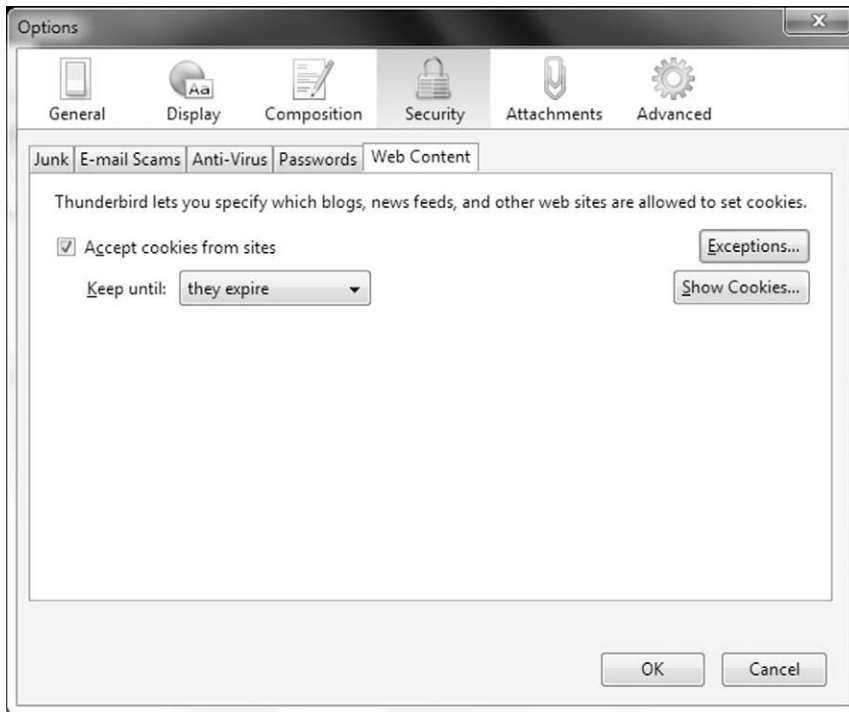 Options
General Display Composition Security Attachments Advanced
Junk E-mail Scams Anti-Virus Passwords Web Content
Thunderbird lets you specify which blogs, news feeds, and other web sites are allowed to set cookies.
Accept cookies from sites Exceptions...
Keep until: they expire Show Cookies...
OK Cancel